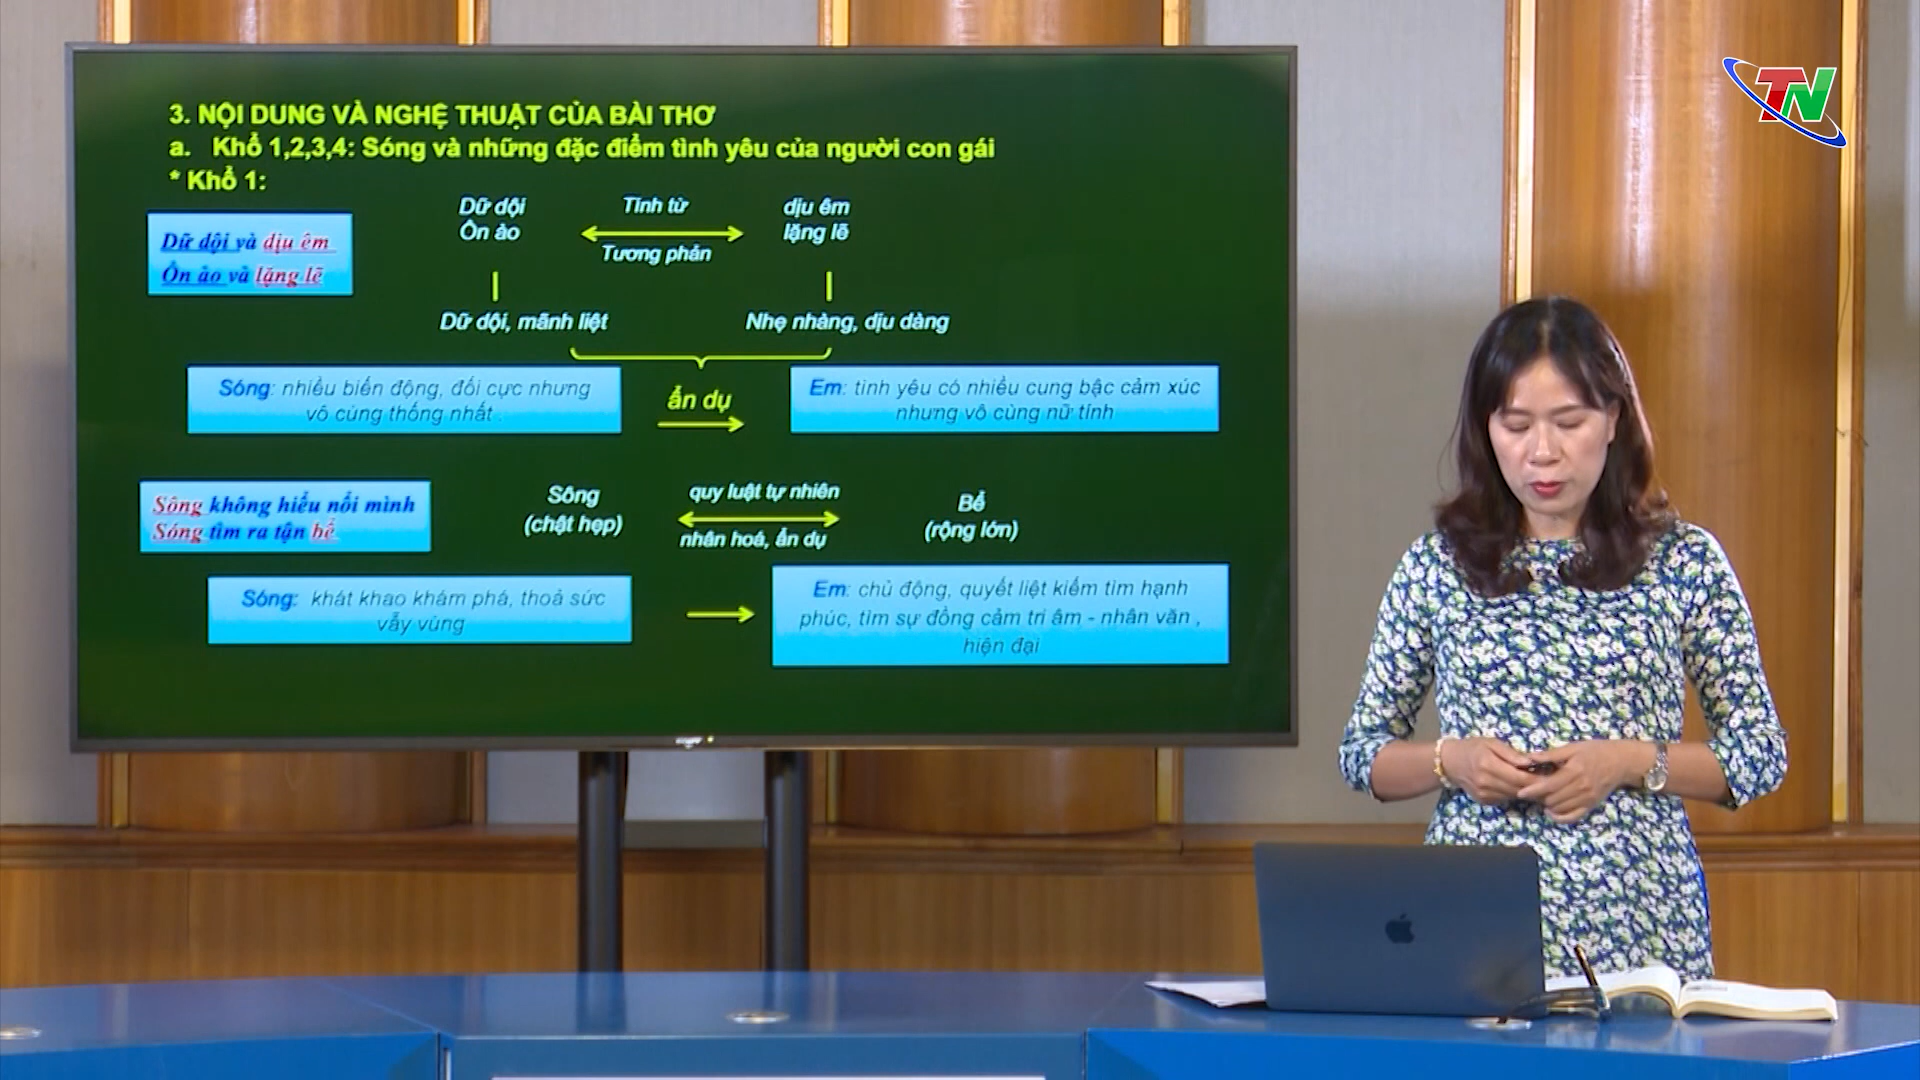 TN
3. NỘI DUNG VÀ NGHỆ THUẬT CỦA BÀI THƠ
a. Khổ 1,2,3,4: Sóng và những đặc điểm tình yêu của người con gái
* Khổ 1:
Dữ dội và dịu êm
Ồn ào và lặng lẽ
Dữ dội
Ồn ào
Tính từ
Tương phản
dịu êm
lặng lẽ
Dữ dội, mãnh liệt
Nhẹ nhàng, dịu dàng
Sóng: nhiều biến động, đối cực nhưng
vô cùng thống nhất .
ẩn dụ
Em: tình yêu có nhiều cung bậc cảm xúc
nhưng vô cùng nữ tính
Sông không hiểu nổi mình
Sóng tìm ra tận bể
Sông
(chật hẹp)
quy luật tự nhiên
nhân hoá, ẩn dụ
Bể
(rộng lớn)
Sóng: khát khao khám phá, thoả sức
vẫy vùng
Em: chủ động, quyết liệt kiếm tìm hạnh
phúc, tìm sự đồng cảm tri âm - nhân văn ,
hiện đại